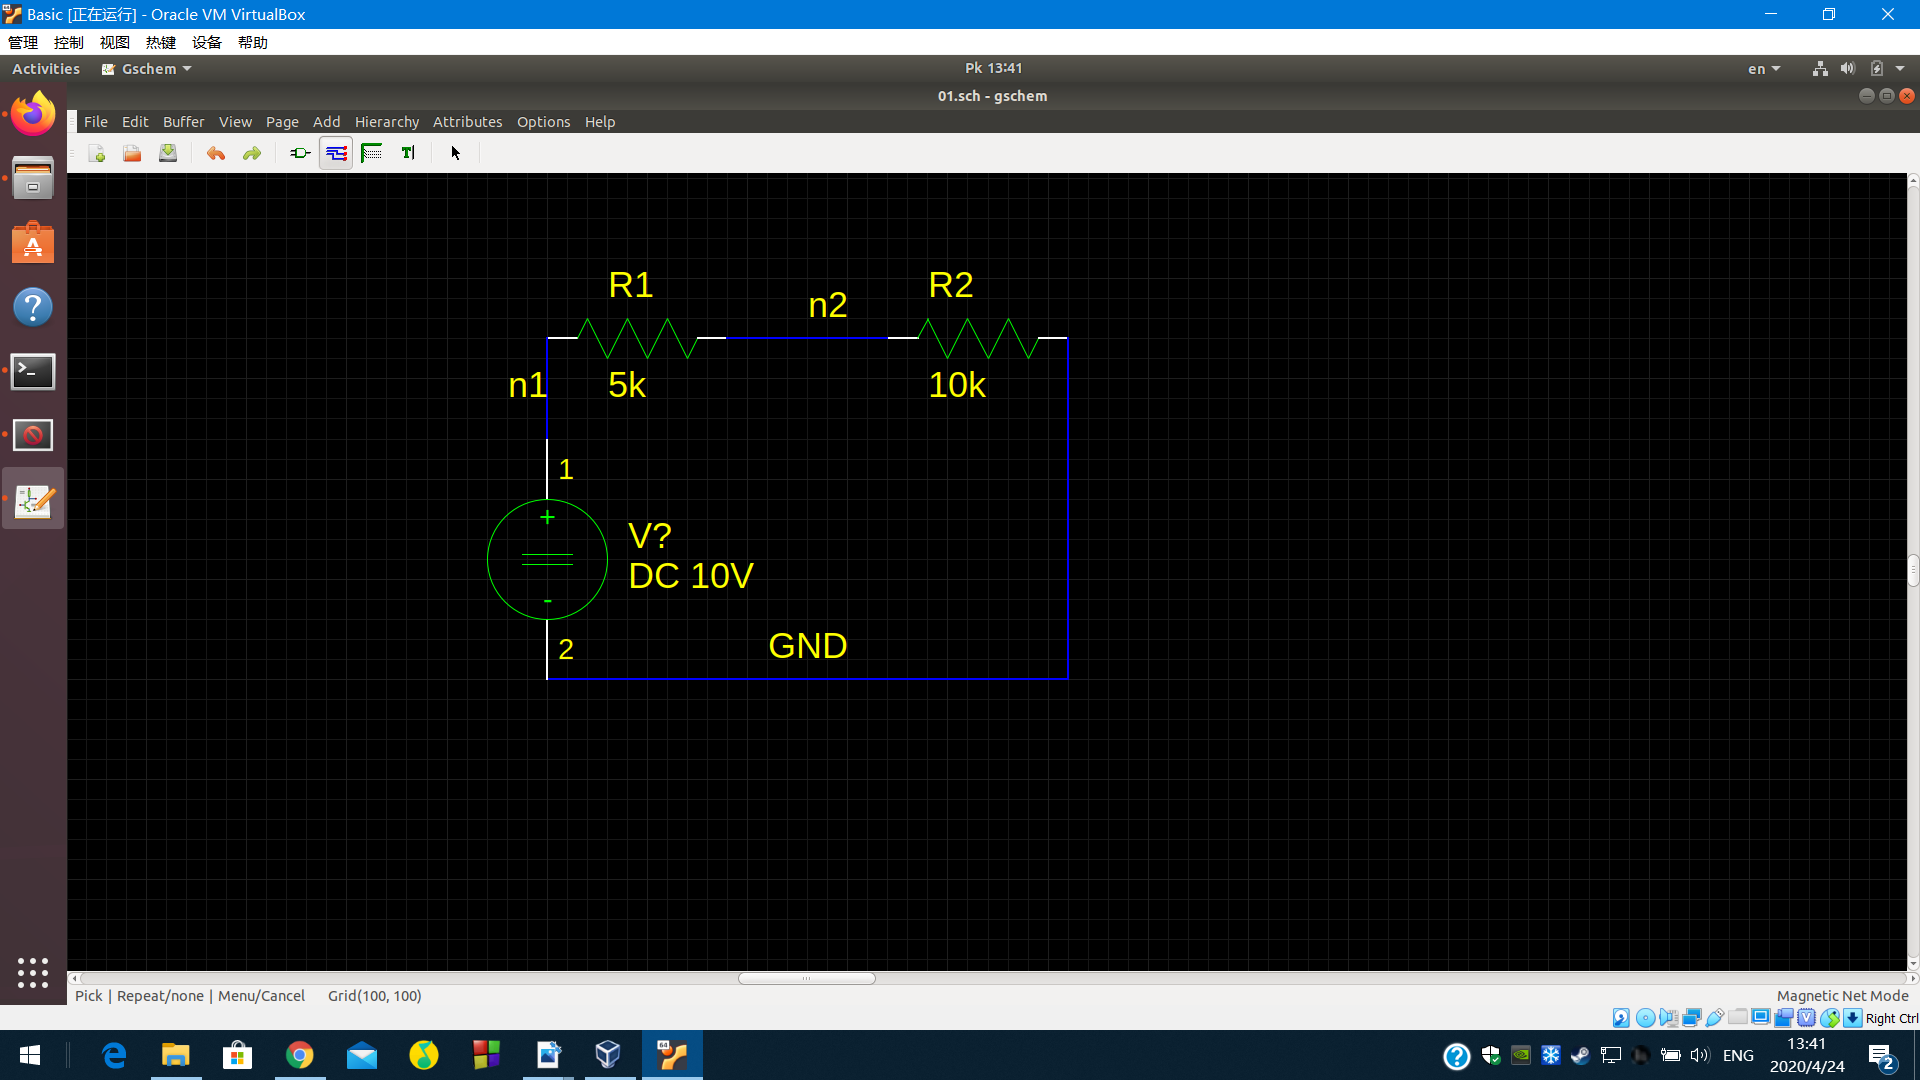 Basic [正在运行] - Oracle VM VirtualBox
管理 控制 视图 热键 设备 帮助
Activities Gschem Pk 13:41 en
01.sch - gschem
File Edit Buffer View Page Add Hierarchy Attributes Options Help
R1
n2
R2
n1
5k
10k
1
+
V?
DC 10V
-
2
GND
Pick | Repeat/none | Menu/Cancel Grid(100, 100) Magnetic Net Mode
Right Ctrl
ENG
13:41
2020/4/24
2